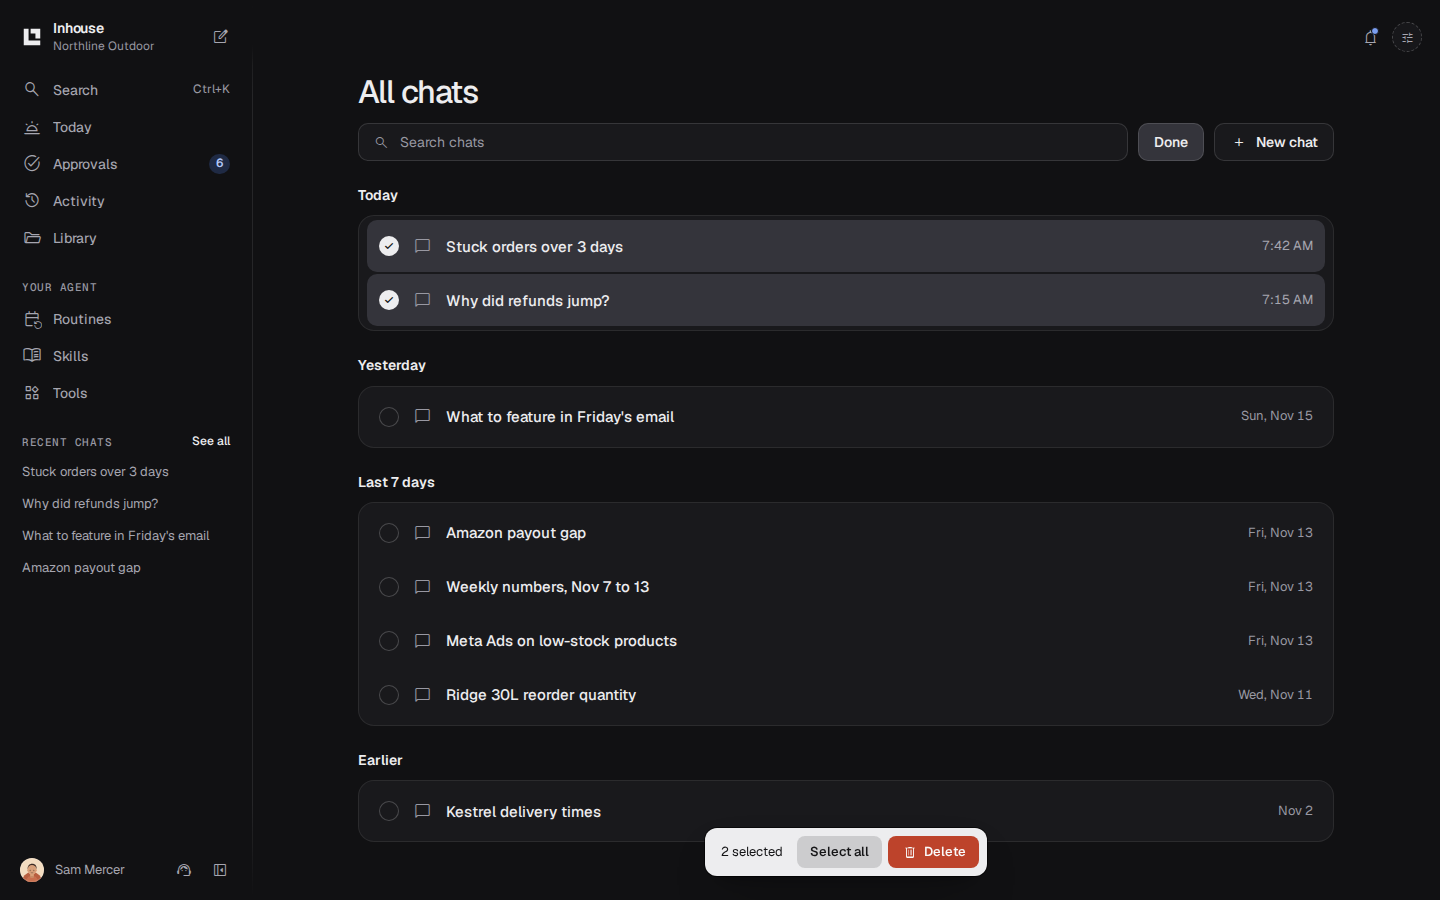 Inhouse
Northline Outdoor
Search Ctrl+K
Today
Approvals 6
Activity
Library
YOUR AGENT
Routines
Skills
Tools
RECENT CHATS See all
Stuck orders over 3 days
Why did refunds jump?
What to feature in Friday's email
Amazon payout gap
Sam Mercer
All chats
Search chats
Done
New chat
Today
Stuck orders over 3 days 7:42 AM
Why did refunds jump? 7:15 AM
Yesterday
What to feature in Friday's email Sun, Nov 15
Last 7 days
Amazon payout gap Fri, Nov 13
Weekly numbers, Nov 7 to 13 Fri, Nov 13
Meta Ads on low-stock products Fri, Nov 13
Ridge 30L reorder quantity Wed, Nov 11
Earlier
Kestrel delivery times Nov 2
2 selected Select all Delete